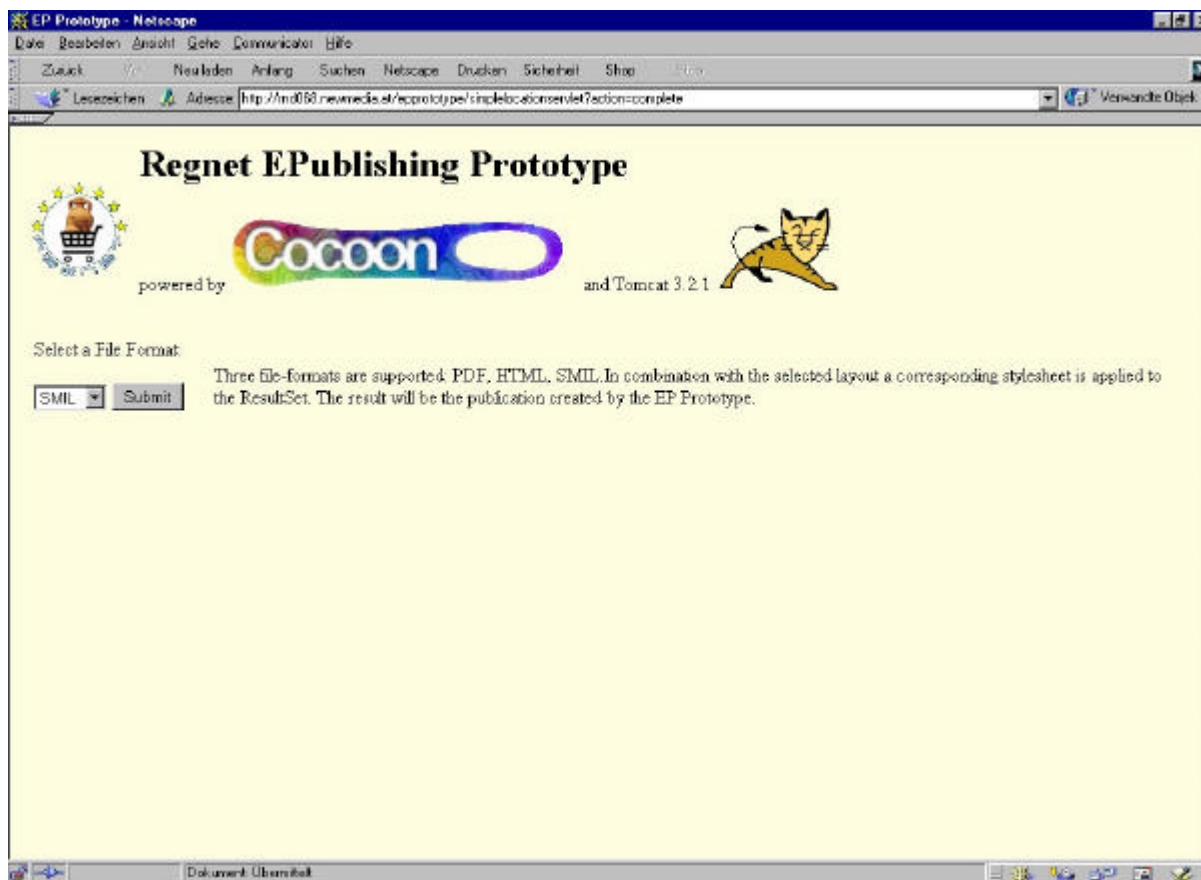 EP Prototype - Netscape
Datei Bearbeiten Ansicht Gehe Communicator Hilfe
Zurück Neu laden Anfang Suchen Netscape Drucken Sicherheit Shop
Lesezeichen Adresse http://md068.newmedia.at/epprototype/simplelocationservlet?action=complete Verwandte Objek
Regnet EPublishing Prototype
powered by Cocoon and Tomcat 3.2.1
Select a File Format
Three file-formats are supported: PDF, HTML, SMIL.In combination with the selected layout a corresponding stylesheet is applied to
SMIL Submit the ResultSet. The result will be the publication created by the EP Prototype.
Dokument: Übermittelt